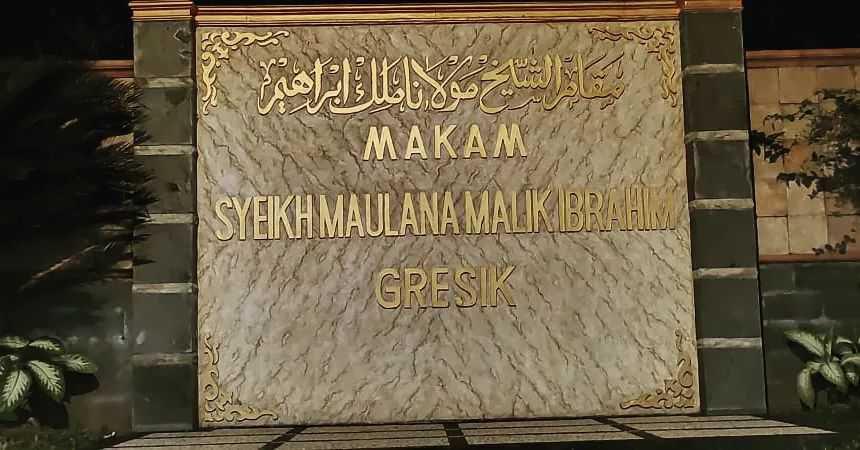 مقام الشيخ مولانا ملك ابراهيم
MAKAM
SYEIKH MAULANA MALIK IBRAHIM
GRESIK